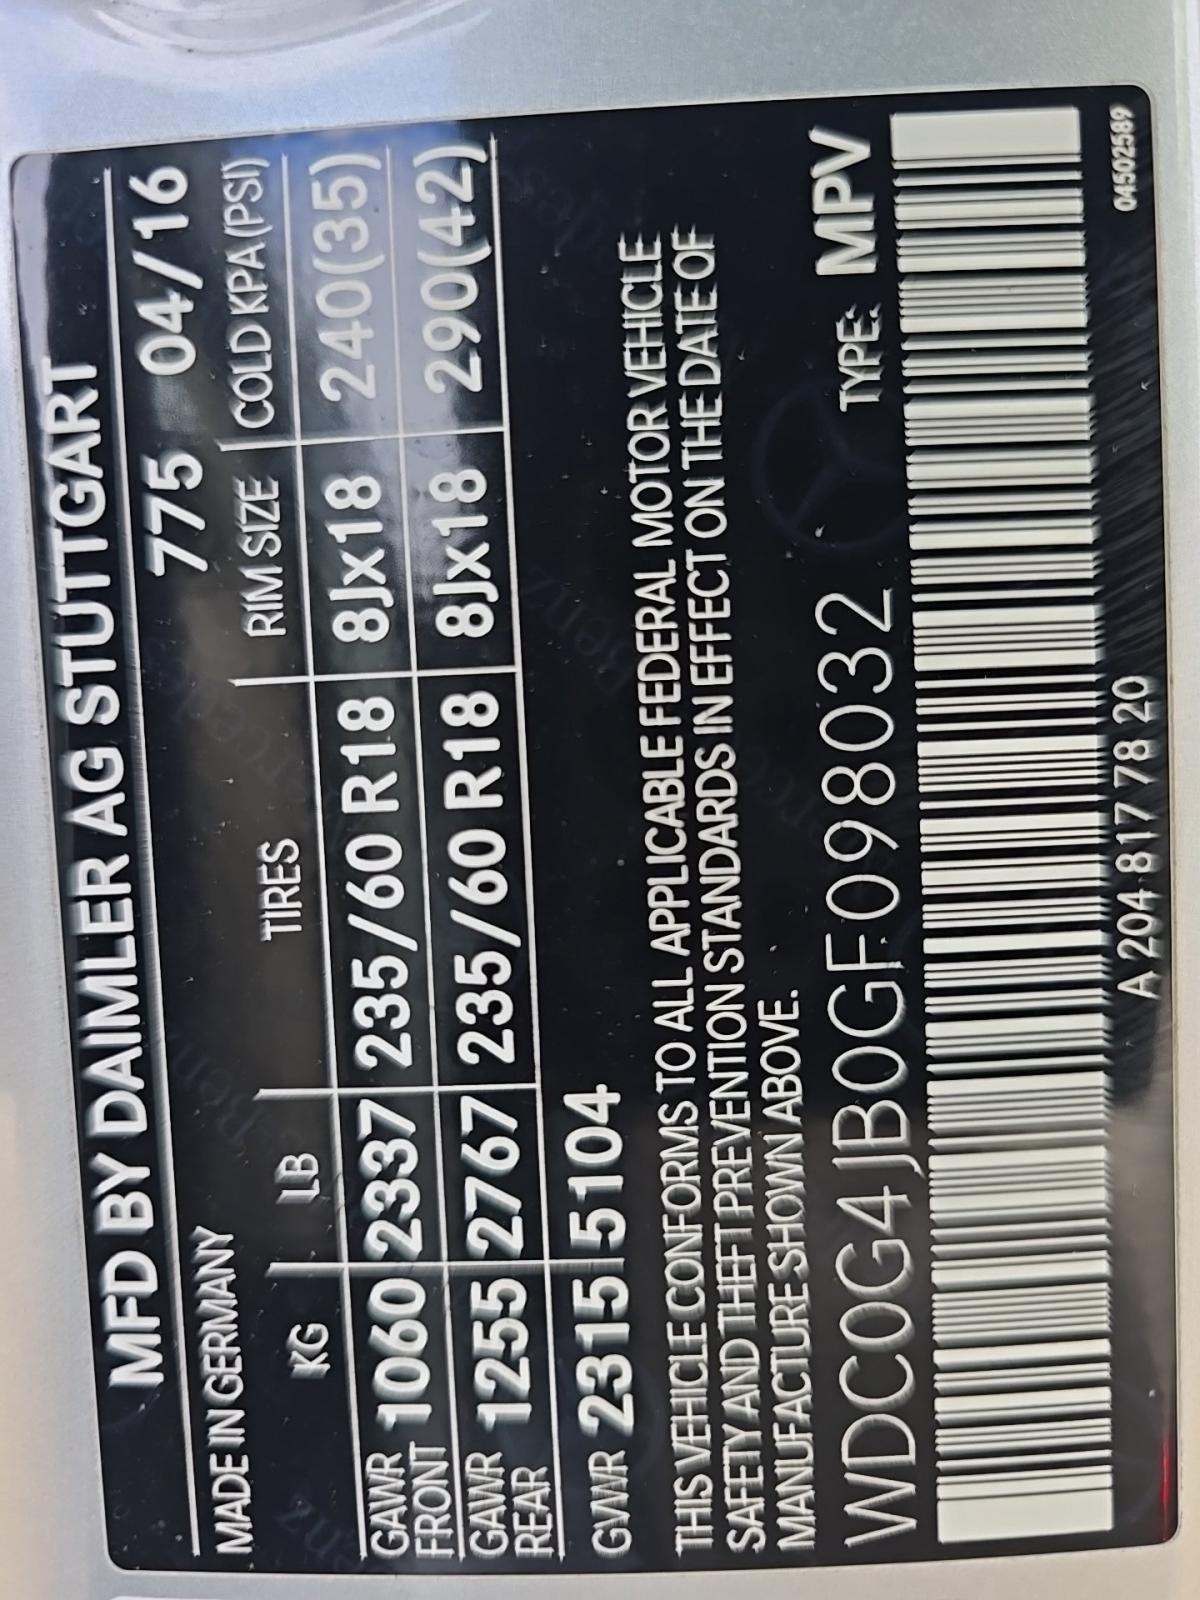 MFD BY DAIMLER AG STUTTGART
775 04/16
MADE IN GERMANY
KG LB TIRES RIM SIZE COLD KPA (PSI)
GAWR FRONT 1060 2337 235/60 R18 8Jx18 240(35)
GAWR REAR 1255 2767 235/60 R18 8Jx18 290(42)
GVWR 2315 5104
THIS VEHICLE CONFORMS TO ALL APPLICABLE FEDERAL MOTOR VEHICLE
SAFETY AND THEFT PREVENTION STANDARDS IN EFFECT ON THE DATE OF
MANUFACTURE SHOWN ABOVE.
WDC0G4JB0GF098032 TYPE: MPV
A 204 817 78 20
04502589